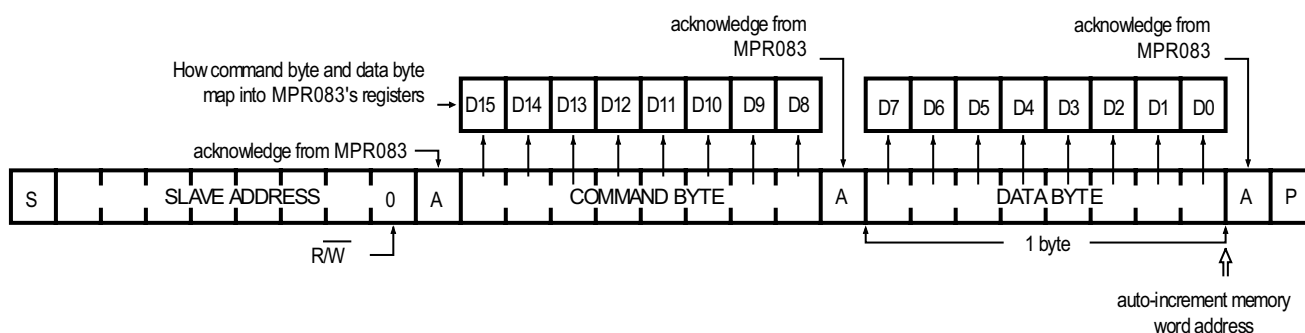 acknowledge from
MPR083
acknowledge from
MPR083
How command byte and data byte
map into MPR083's registers
D15 D14 D13 D12 D11 D10 D9 D8
D7 D6 D5 D4 D3 D2 D1 D0
acknowledge from MPR083
S SLAVE ADDRESS 0 A COMMAND BYTE A DATA BYTE A P
R/W
1 byte
auto-increment memory
word address